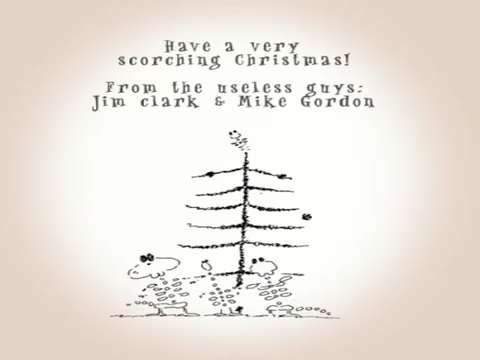 Have a very
scorching Christmas!
From the useless guys:
Jim clark & Mike Gordon